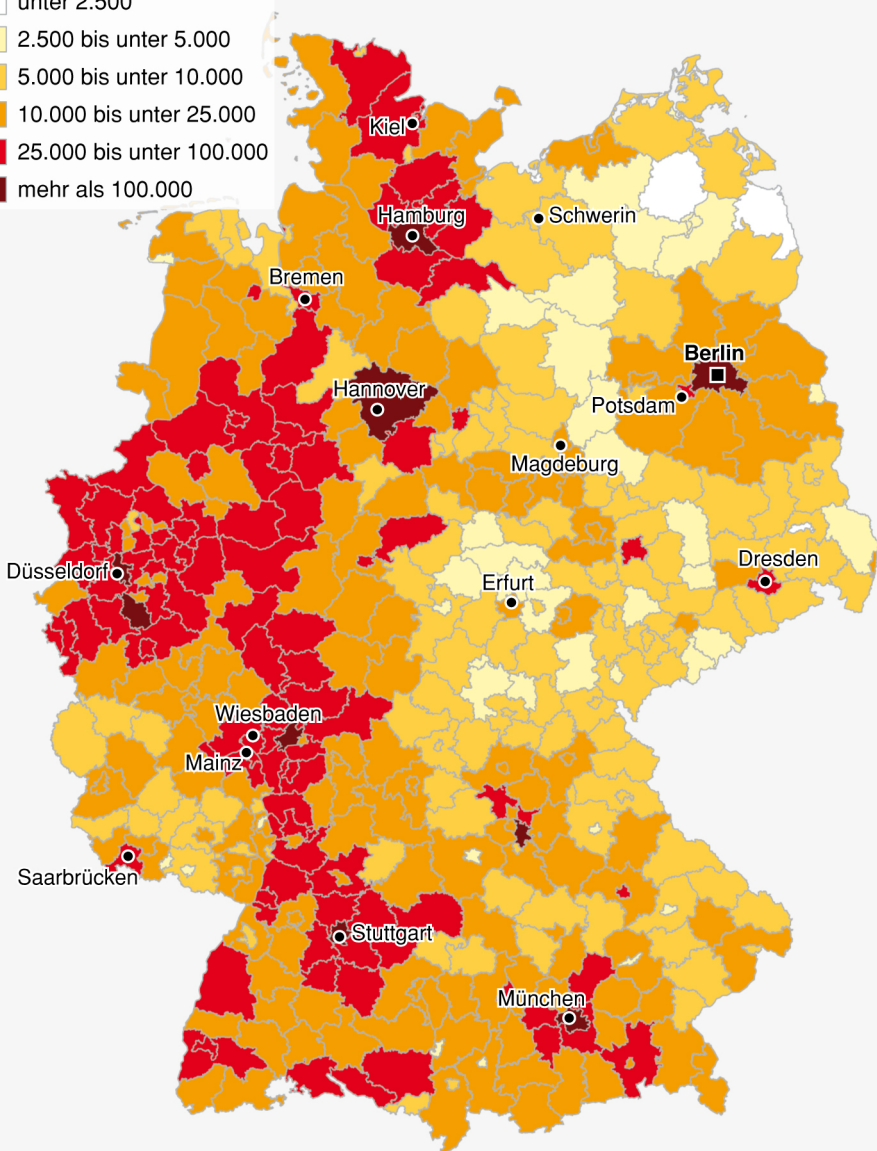 unter 2.500
2.500 bis unter 5.000
5.000 bis unter 10.000
10.000 bis unter 25.000
25.000 bis unter 100.000
mehr als 100.000
Kiel
Hamburg
Schwerin
Bremen
Berlin
Hannover
Potsdam
Magdeburg
Düsseldorf
Erfurt
Dresden
Wiesbaden
Mainz
Saarbrücken
Stuttgart
München